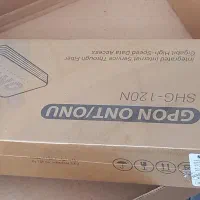 GPON ONT/ONU
SHG-120N
Integrated Internet Service Through Fiber
Gigabit High-Speed Data Access